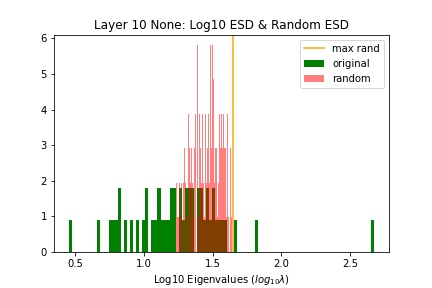 Layer 10 None: Log10 ESD & Random ESD
6
5
4
3
2
1
0
max rand
original
random
0.5 1.0 1.5 2.0 2.5
Log10 Eigenvalues (log₁₀λ)